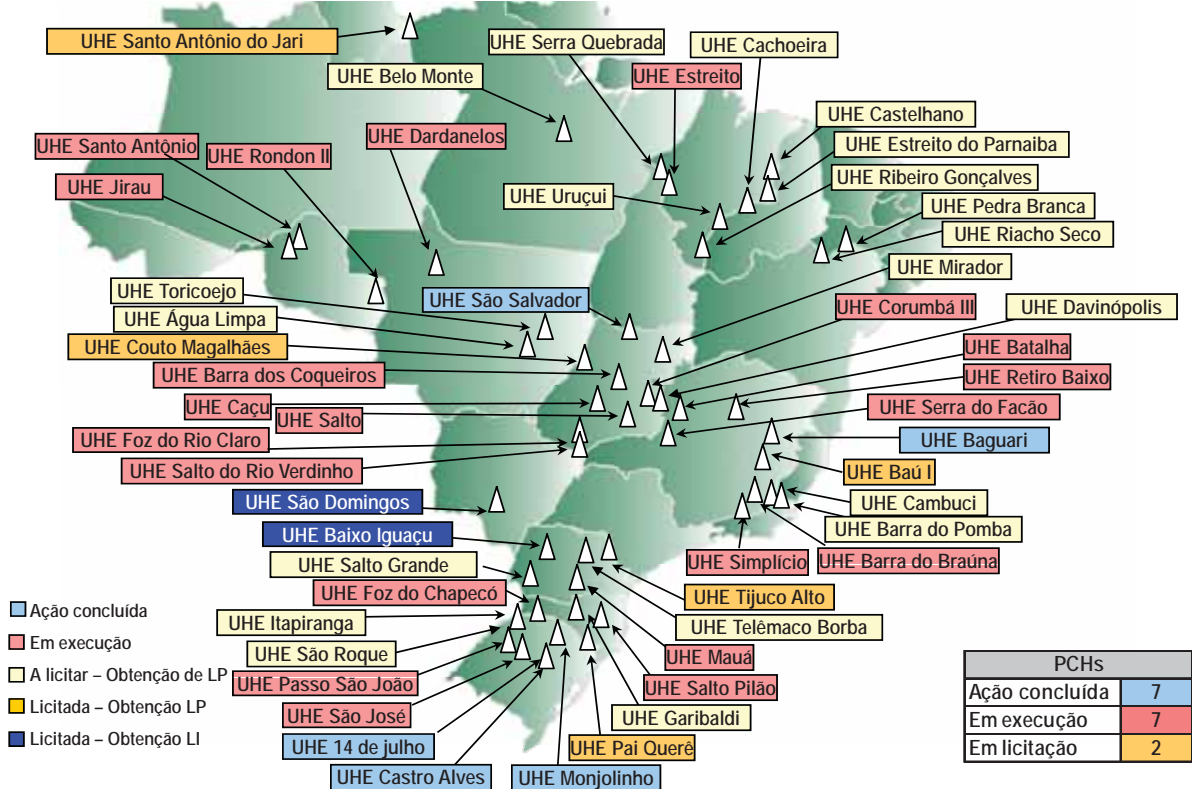 UHE Santo Antônio do Jari
UHE Serra Quebrada
UHE Cachoeira
UHE Belo Monte
UHE Estreito
UHE Castelhano
UHE Santo Antônio
UHE Rondon II
UHE Dardanelos
UHE Estreito do Parnaiba
UHE Jirau
UHE Ribeiro Gonçalves
UHE Uruçui
UHE Pedra Branca
UHE Riacho Seco
UHE Mirador
UHE Toricoejo
UHE São Salvador
UHE Corumbá III
UHE Davinópolis
UHE Água Limpa
UHE Couto Magalhães
UHE Batalha
UHE Barra dos Coqueiros
UHE Retiro Baixo
UHE Caçu
UHE Salto
UHE Serra do Facão
UHE Foz do Rio Claro
UHE Baguari
UHE Salto do Rio Verdinho
UHE Baú I
UHE São Domingos
UHE Cambuci
UHE Barra do Pomba
UHE Baixo Iguaçu
UHE Simplício
UHE Barra do Braúna
UHE Salto Grande
UHE Foz do Chapecó
UHE Tijuco Alto
UHE Itapiranga
UHE Telêmaco Borba
UHE São Roque
UHE Mauá
UHE Passo São João
UHE Salto Pilão
UHE São José
UHE Garibaldi
UHE 14 de julho
UHE Pai Querê
UHE Castro Alves
UHE Monjolinho
Ação concluída
Em execução
A licitar – Obtenção de LP
Licitada – Obtenção LP
Licitada – Obtenção LI
PCHs
Ação concluída 7
Em execução 7
Em licitação 2